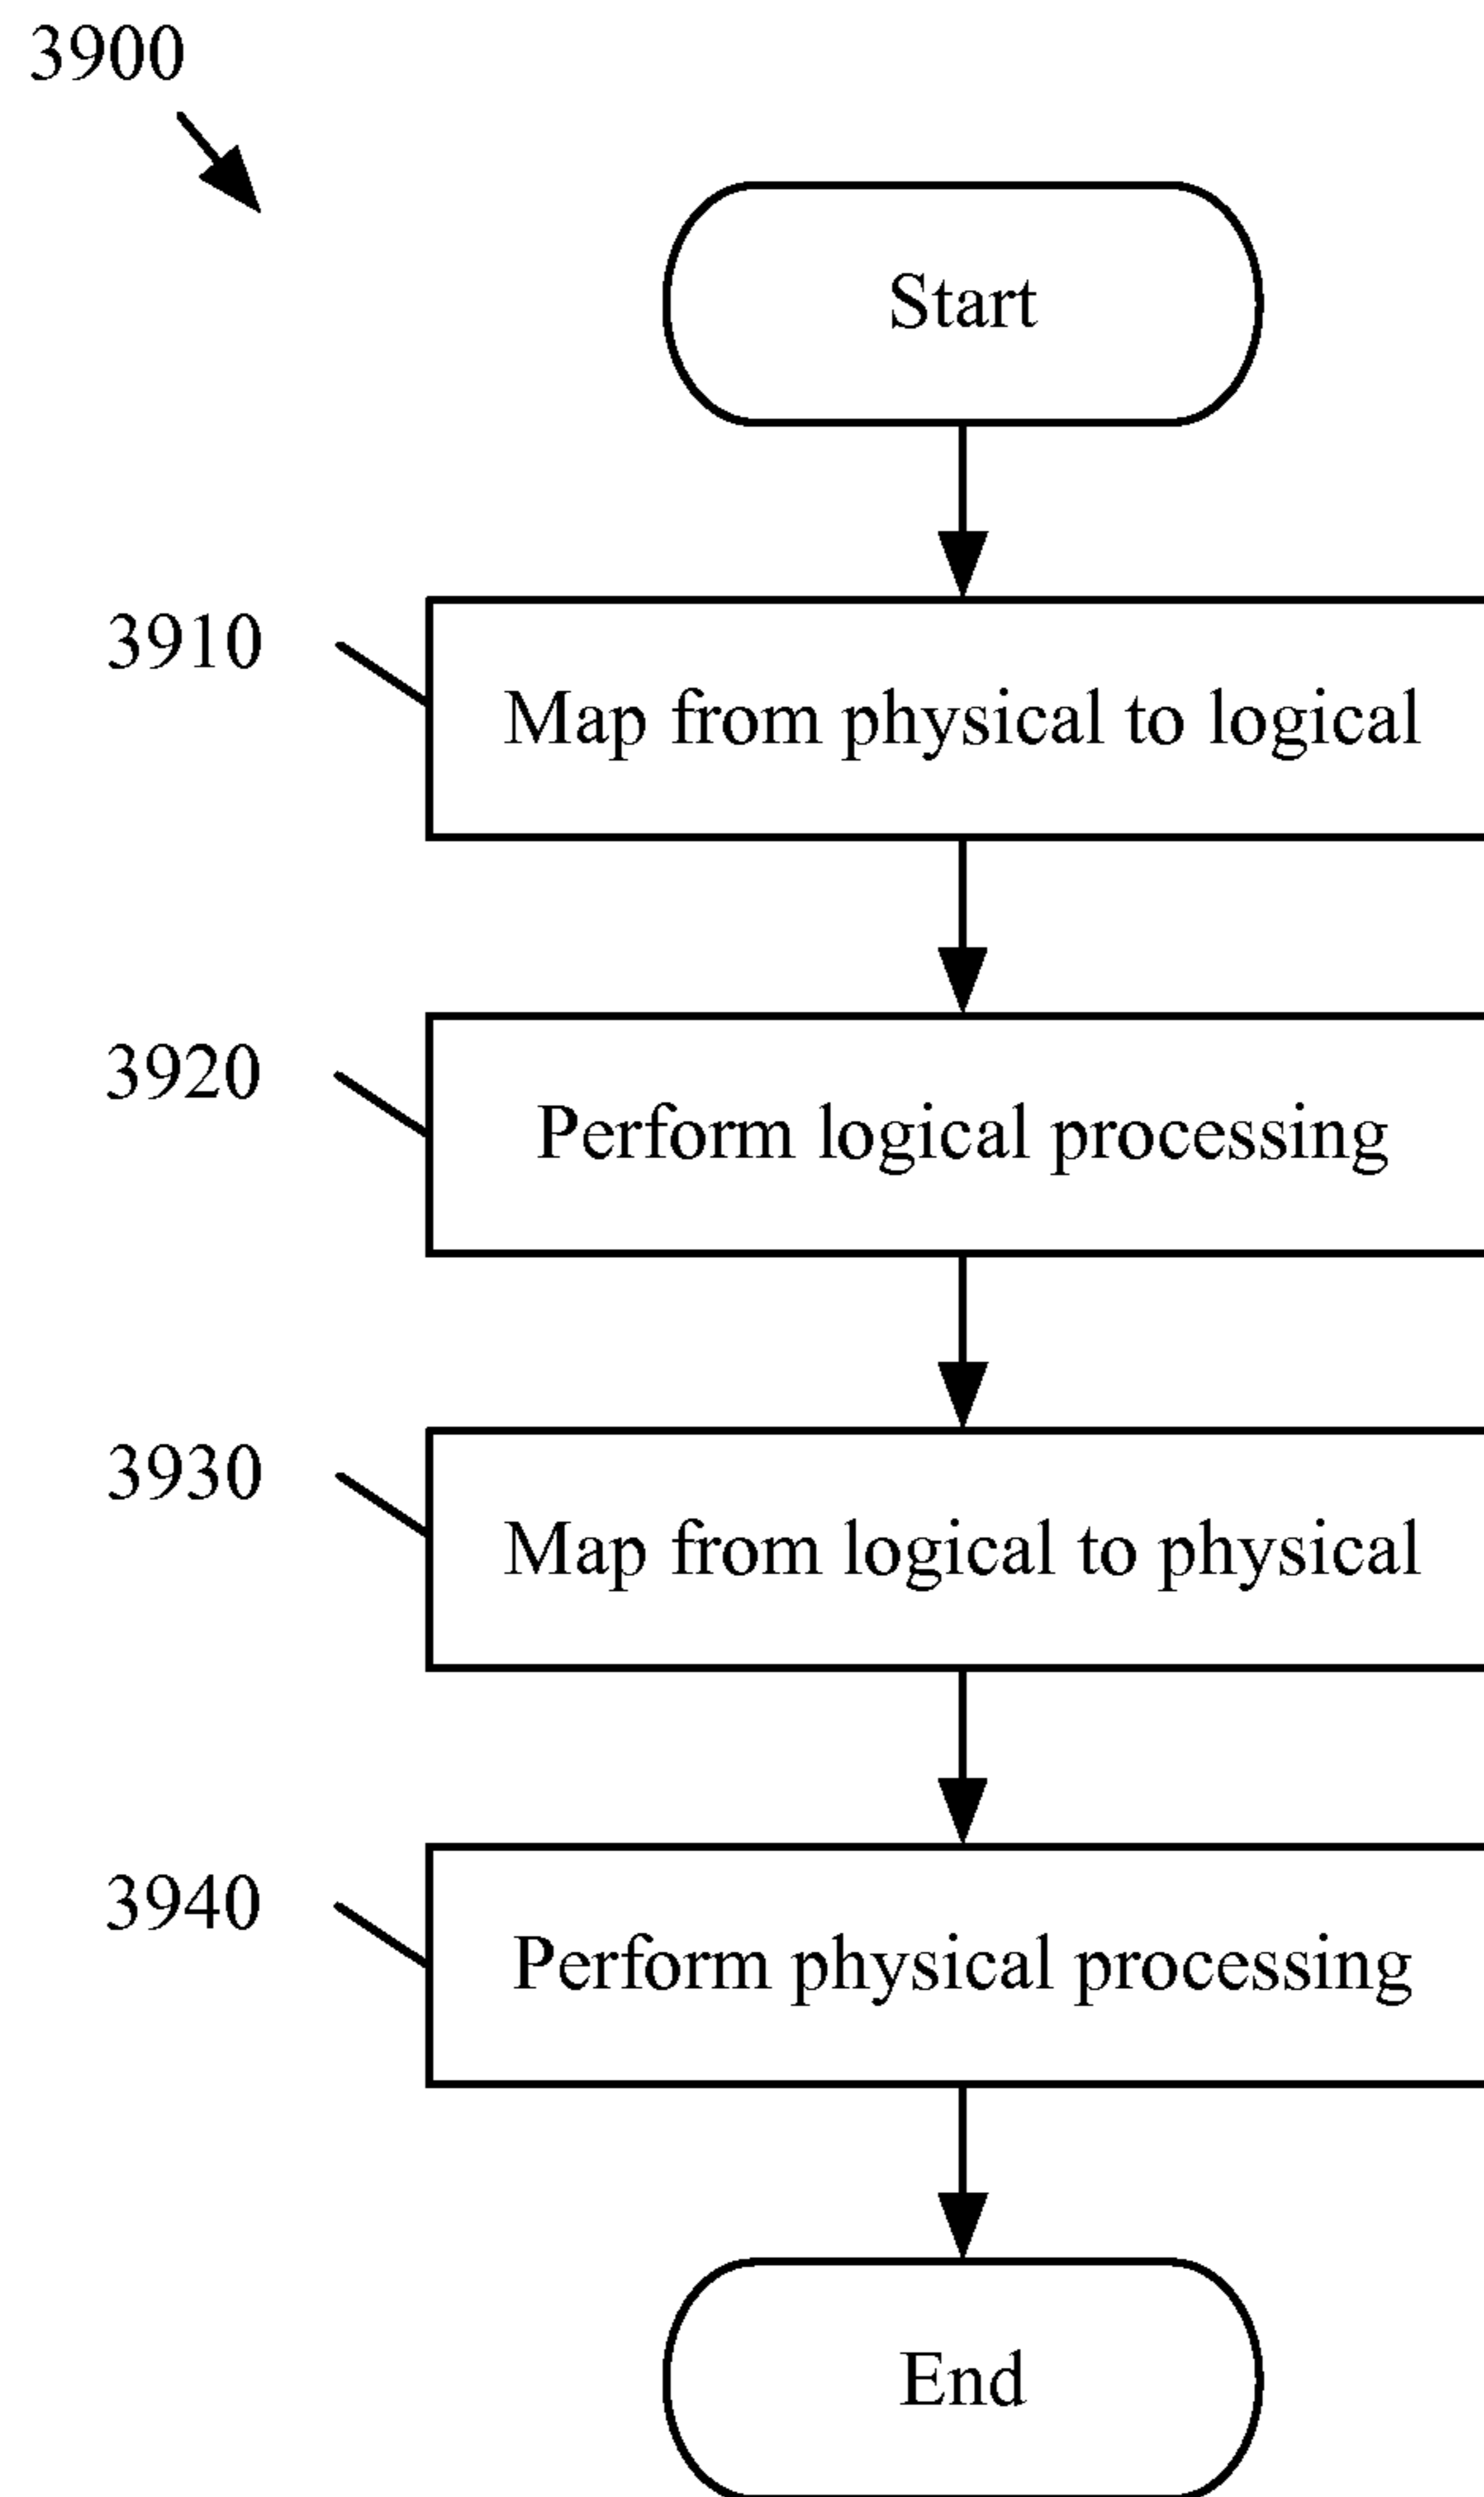 3900
Start
3910
Map from physical to logical
3920
Perform logical processing
3930
Map from logical to physical
3940
Perform physical processing
End